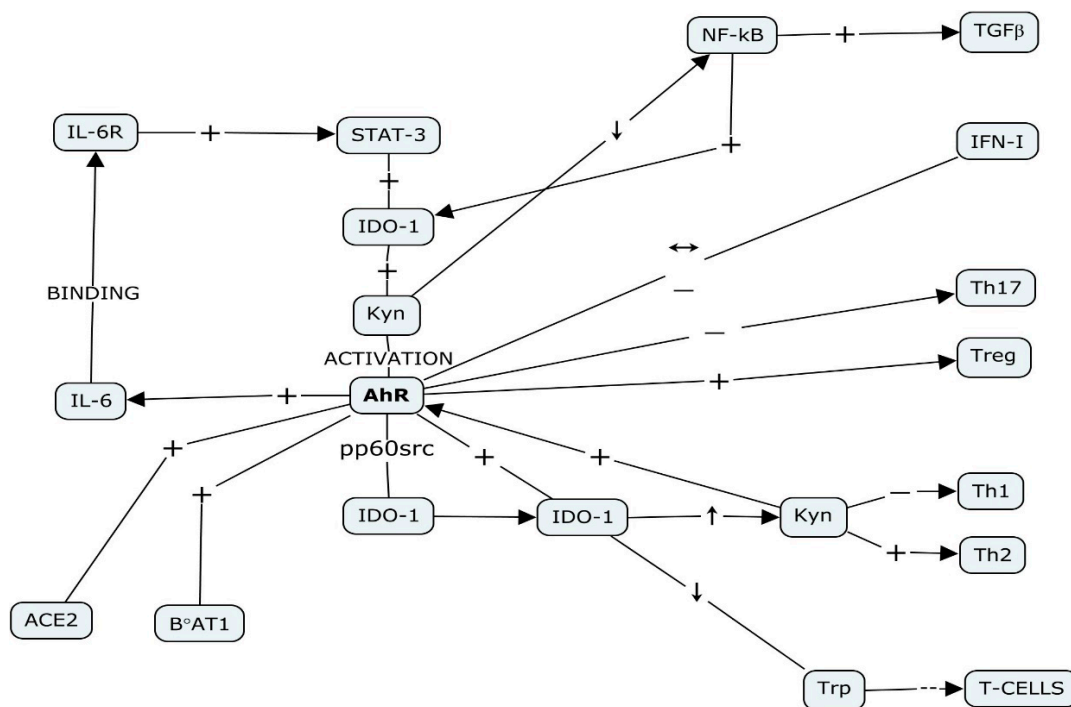 NF-kB
+
TGFβ
IL-6R
+
STAT-3
↓
+
IFN-I
+
IDO-1
↔
+
–
BINDING
Kyn
Th17
–
ACTIVATION
Treg
IL-6
+
AhR
+
+
pp60src
+
+
+
IDO-1
IDO-1
↑
Kyn
–
Th1
+
Th2
ACE2
B°AT1
↓
Trp
--
T-CELLS